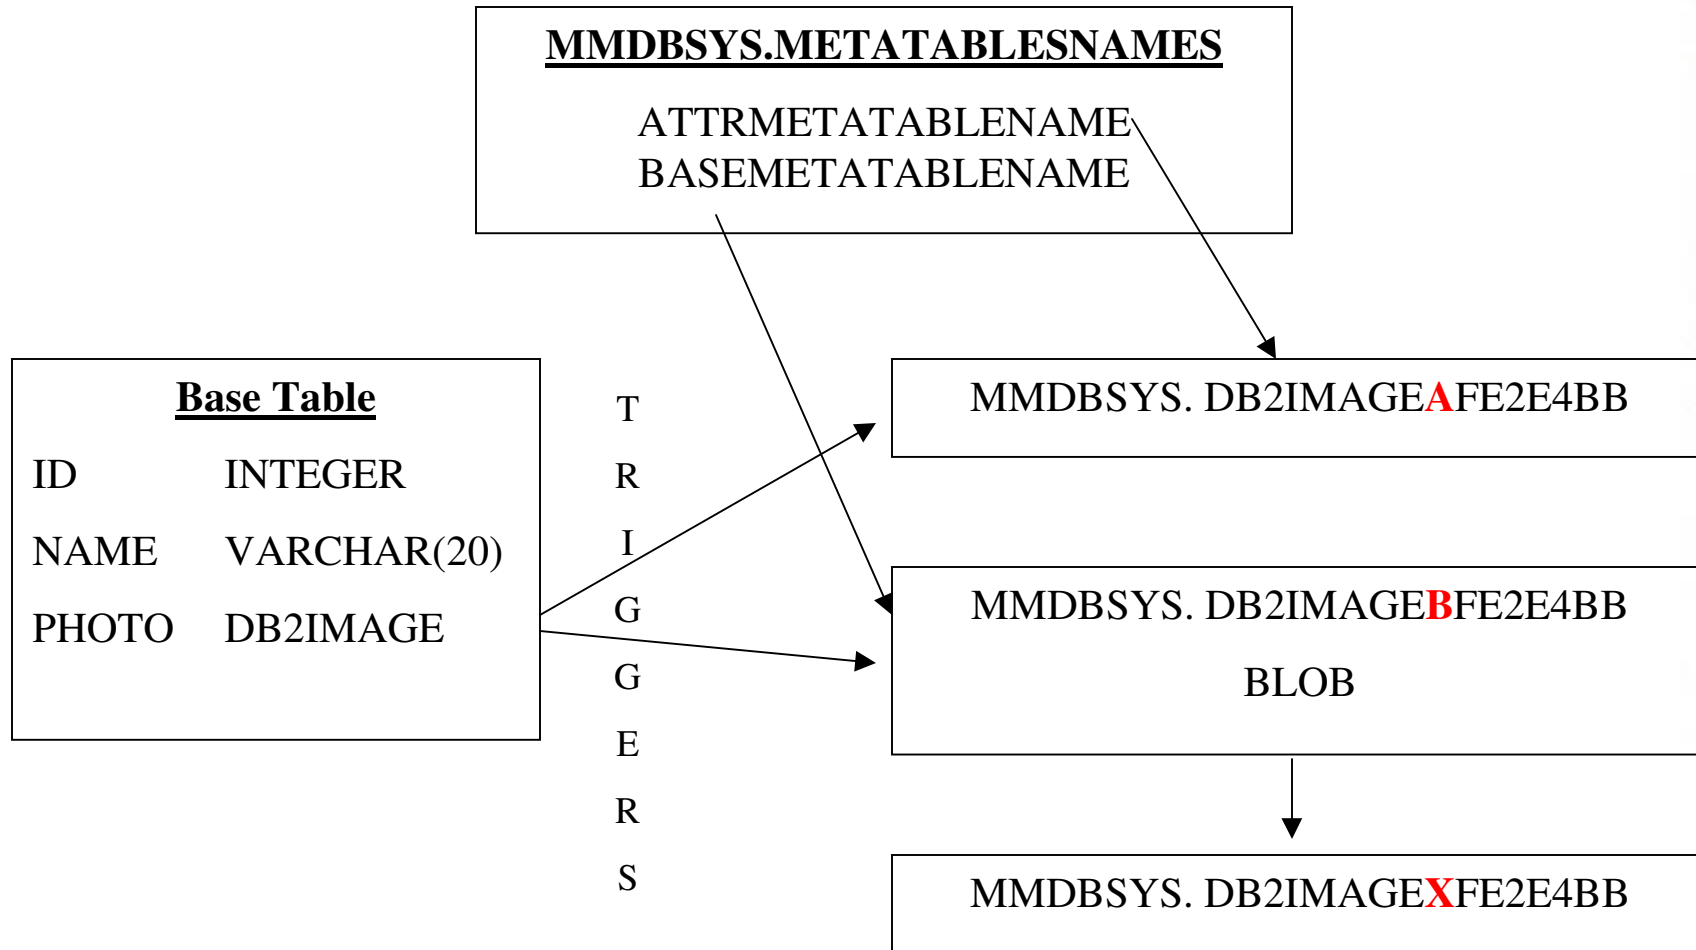 MMDBSYS.METATABLESNAMES
ATTRMETATABLENAME
BASEMETATABLENAME
Base Table
ID INTEGER
NAME VARCHAR(20)
PHOTO DB2IMAGE
T
R
I
G
G
E
R
S
MMDBSYS. DB2IMAGEAFE2E4BB
MMDBSYS. DB2IMAGEBFE2E4BB
BLOB
MMDBSYS. DB2IMAGEXFE2E4BB